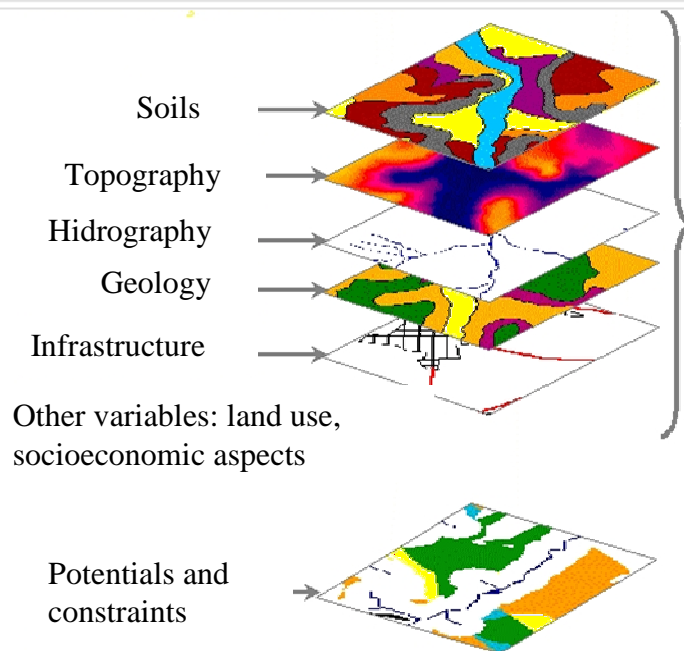 Soils
Topography
Hidrography
Geology
Infrastructure
Other variables: land use,
socioeconomic aspects
Potentials and
constraints